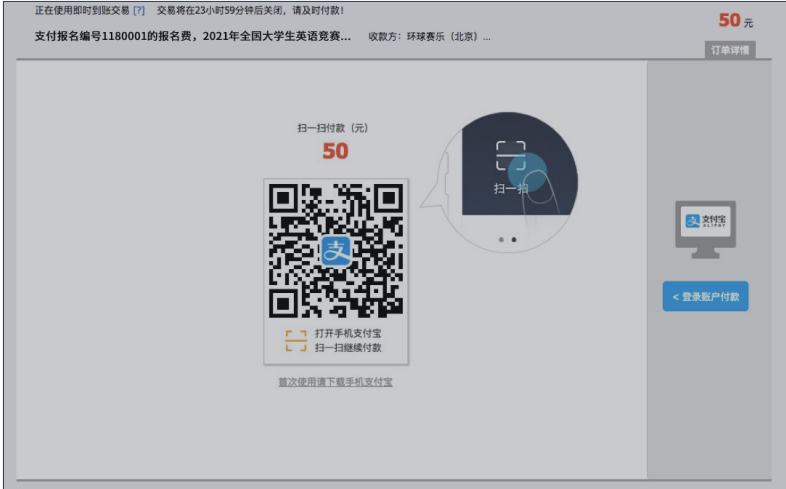 正在使用即时到账交易 [?] 交易将在23小时59分钟后关闭，请及时付款！
50 元
支付报名编号1180001的报名费，2021年全国大学生英语竞赛... 收款方：环球赛乐（北京）...
订单详情
扫一扫付款（元）
50
扫一扫
支
支付宝
ALIPAY
< 登录账户付款
支
打开手机支付宝
扫一扫继续付款
首次使用请下载手机支付宝